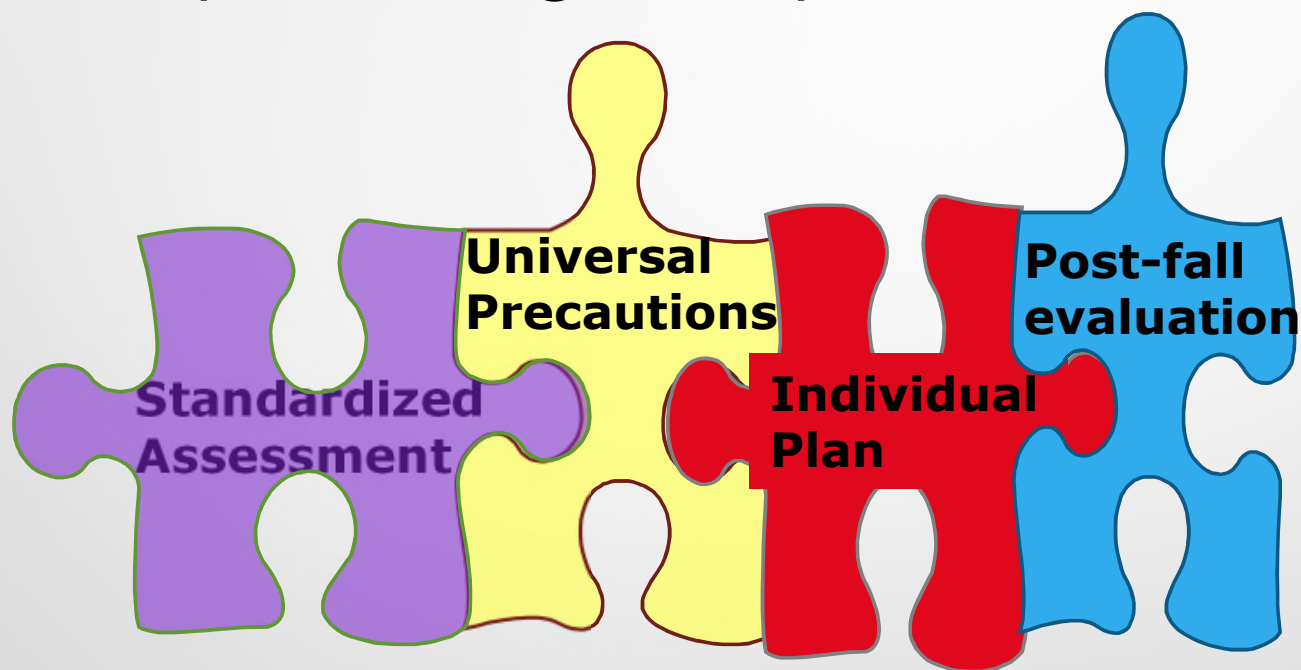 Universal
Precautions
Post-fall
evaluation
Standardized
Assessment
Individual
Plan